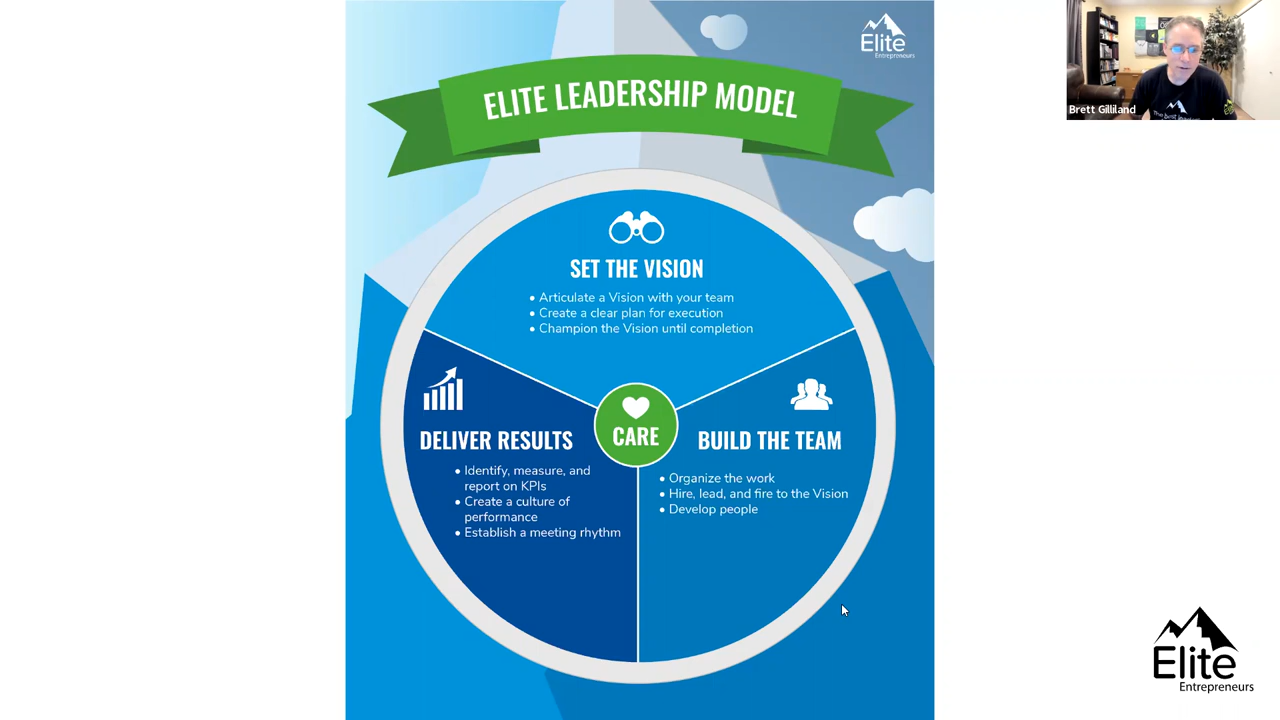 Elite
Entrepreneurs
ELITE LEADERSHIP MODEL
Brett Gilliland
SET THE VISION
• Articulate a Vision with your team
• Create a clear plan for execution
• Champion the Vision until completion
CARE
DELIVER RESULTS
• Identify, measure, and
report on KPIs
• Create a culture of
performance
• Establish a meeting rhythm
BUILD THE TEAM
• Organize the work
• Hire, lead, and fire to the Vision
• Develop people
Elite
Entrepreneurs